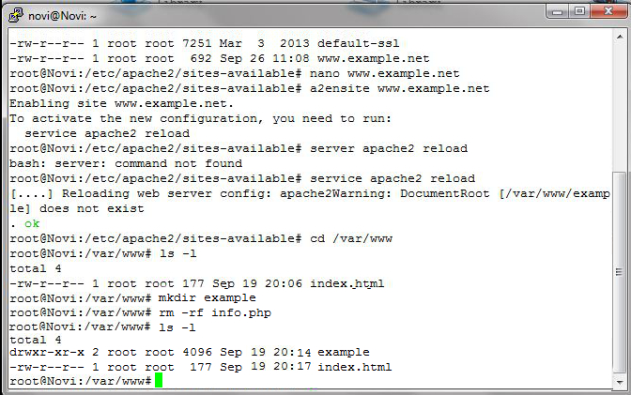 novi@Novi: ~
-rw-r--r-- 1 root root 7251 Mar  3  2013 default-ssl
-rw-r--r-- 1 root root  692 Sep 26 11:08 www.example.net
root@Novi:/etc/apache2/sites-available# nano www.example.net
root@Novi:/etc/apache2/sites-available# a2ensite www.example.net
Enabling site www.example.net.
To activate the new configuration, you need to run:
  service apache2 reload
root@Novi:/etc/apache2/sites-available# server apache2 reload
bash: server: command not found
root@Novi:/etc/apache2/sites-available# service apache2 reload
[....] Reloading web server config: apache2Warning: DocumentRoot [/var/www/examp
le] does not exist
. ok
root@Novi:/etc/apache2/sites-available# cd /var/www
root@Novi:/var/www# ls -l
total 4
-rw-r--r-- 1 root root 177 Sep 19 20:06 index.html
root@Novi:/var/www# mkdir example
root@Novi:/var/www# rm -rf info.php
root@Novi:/var/www# ls -l
total 4
drwxr-xr-x 2 root root 4096 Sep 19 20:14 example
-rw-r--r-- 1 root root  177 Sep 19 20:17 index.html
root@Novi:/var/www#